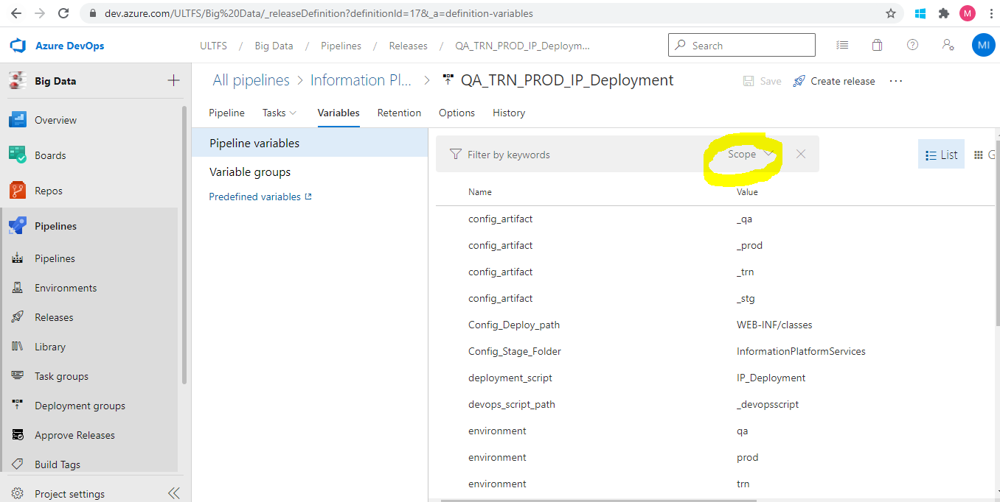 dev.azure.com/ULTFS/Big%20Data/_releaseDefinition?definitionId=17&_a=definition-variables
M
Azure DevOps
ULTFS / Big Data / Pipelines / Releases / QA_TRN_PROD_IP_Deploym...
Search
MI
Big Data
Overview
Boards
Repos
Pipelines
Pipelines
Environments
Releases
Library
Task groups
Deployment groups
Approve Releases
Build Tags
Project settings
All pipelines > Information Pl... > QA_TRN_PROD_IP_Deployment
Save
Create release
Pipeline Tasks Variables Retention Options History
Pipeline variables
Variable groups
Predefined variables
Filter by keywords
Scope
List
G
Name Value
config_artifact _qa
config_artifact _prod
config_artifact _trn
config_artifact _stg
Config_Deploy_path WEB-INF/classes
Config_Stage_Folder InformationPlatformServices
deployment_script IP_Deployment
devops_script_path _devopsscript
environment qa
environment prod
environment trn